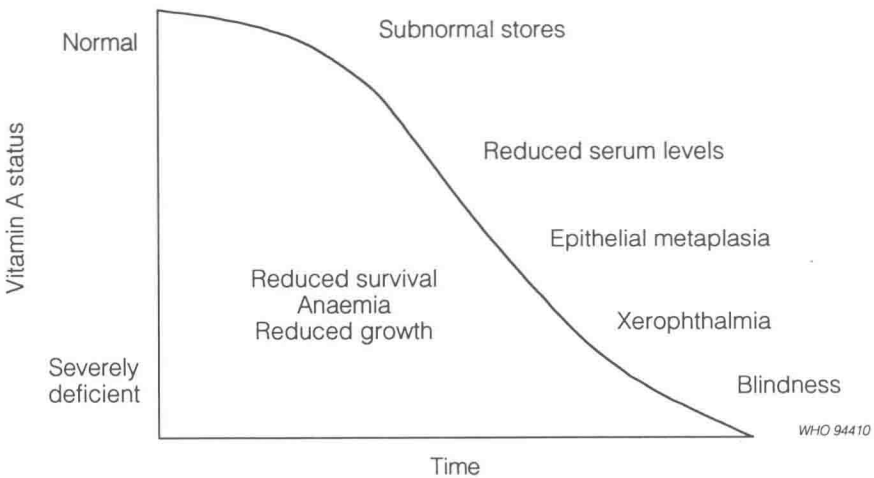 Subnormal stores
Normal
Reduced serum levels
Vitamin A status
Epithelial metaplasia
Reduced survival
Anaemia
Reduced growth
Xerophthalmia
Severely
deficient
Blindness
WHO 94410
Time